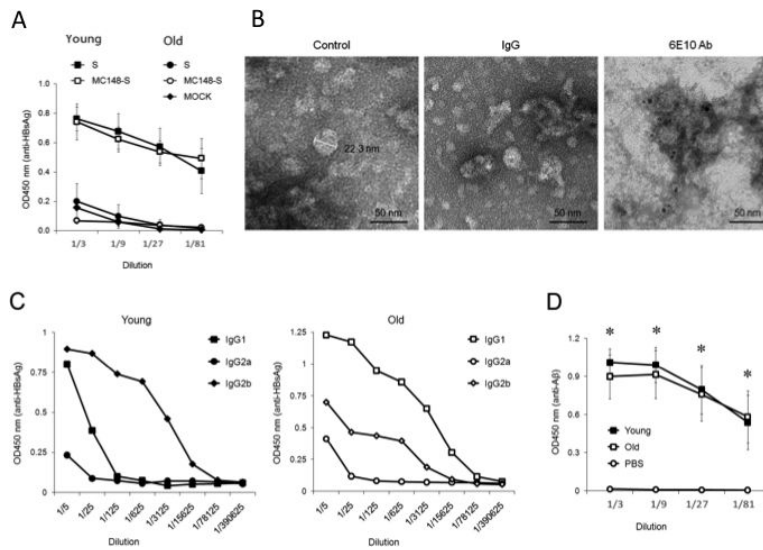 A
Young
Old
S
S
MC148-S
MC148-S
MOCK
OD450 nm (anti-HBsAg)
1.0
0.8
0.6
0.4
0.2
0.0
1/3 1/9 1/27 1/81
Dilution
B
Control
IgG
6E10 Ab
22.3 nm
50 nm
50 nm
50 nm
C
Young
OD450 nm (anti-HBsAg)
1
0.75
0.5
0.25
0
IgG1
IgG2a
IgG2b
1/5 1/25 1/125 1/625 1/3125 1/15625 1/78125 1/390625
Dilution
Old
OD450 nm (anti-HBsAg)
1.25
1
0.75
0.5
0.25
0
IgG1
IgG2a
IgG2b
1/5 1/25 1/125 1/625 1/3125 1/15625 1/78125 1/390625
Dilution
D
* * * *
OD450 nm (anti-Aβ)
1.2
0.9
0.6
0.3
0
Young
Old
PBS
1/3 1/9 1/27 1/81
Dilution